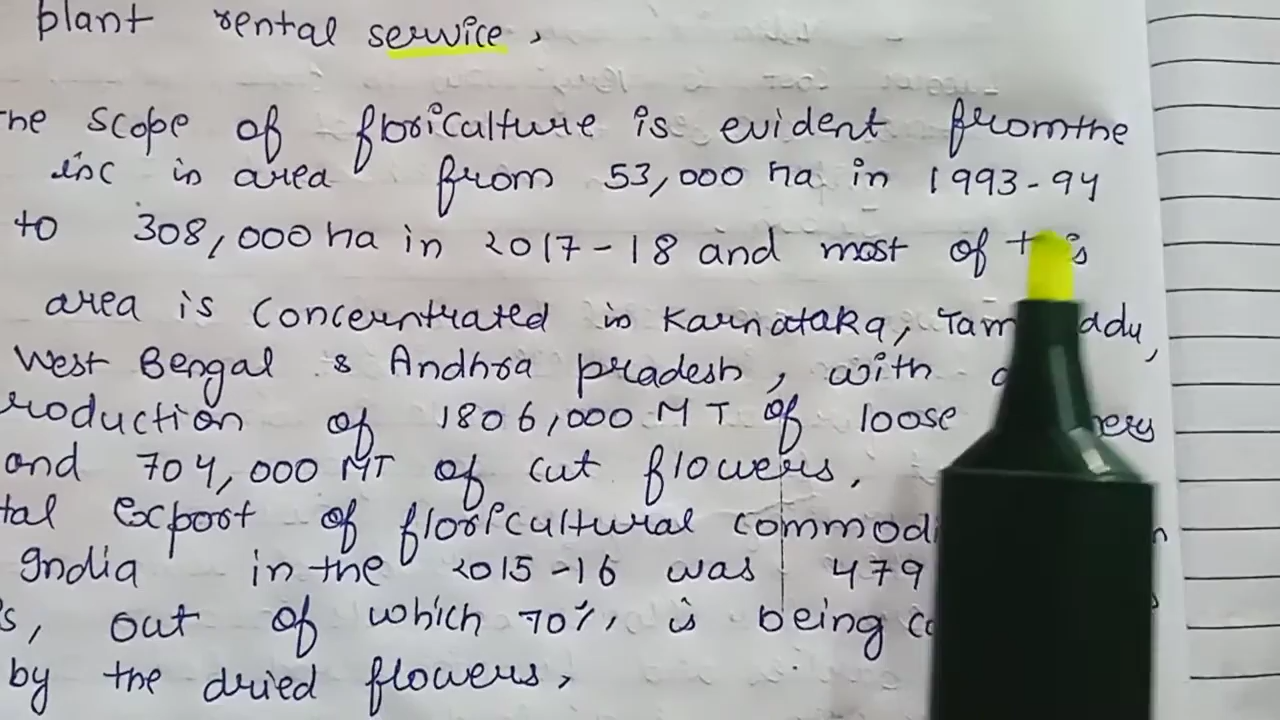 plant rental service,
he scope of floriculture is evident from the
inc in area from 53,000 ha in 1993-94
to 308,000 ha in 2017-18 and most of
area is concerntrated in Karnataka,
West Bengal & Andhra pradesh, with
roduction of 1806,000 MT of loose
and 704,000 MT of cut flowers,
tal export of floricultural
India in the 2015-16 was 479
s, out of which 70% is being
by the dried flowers,